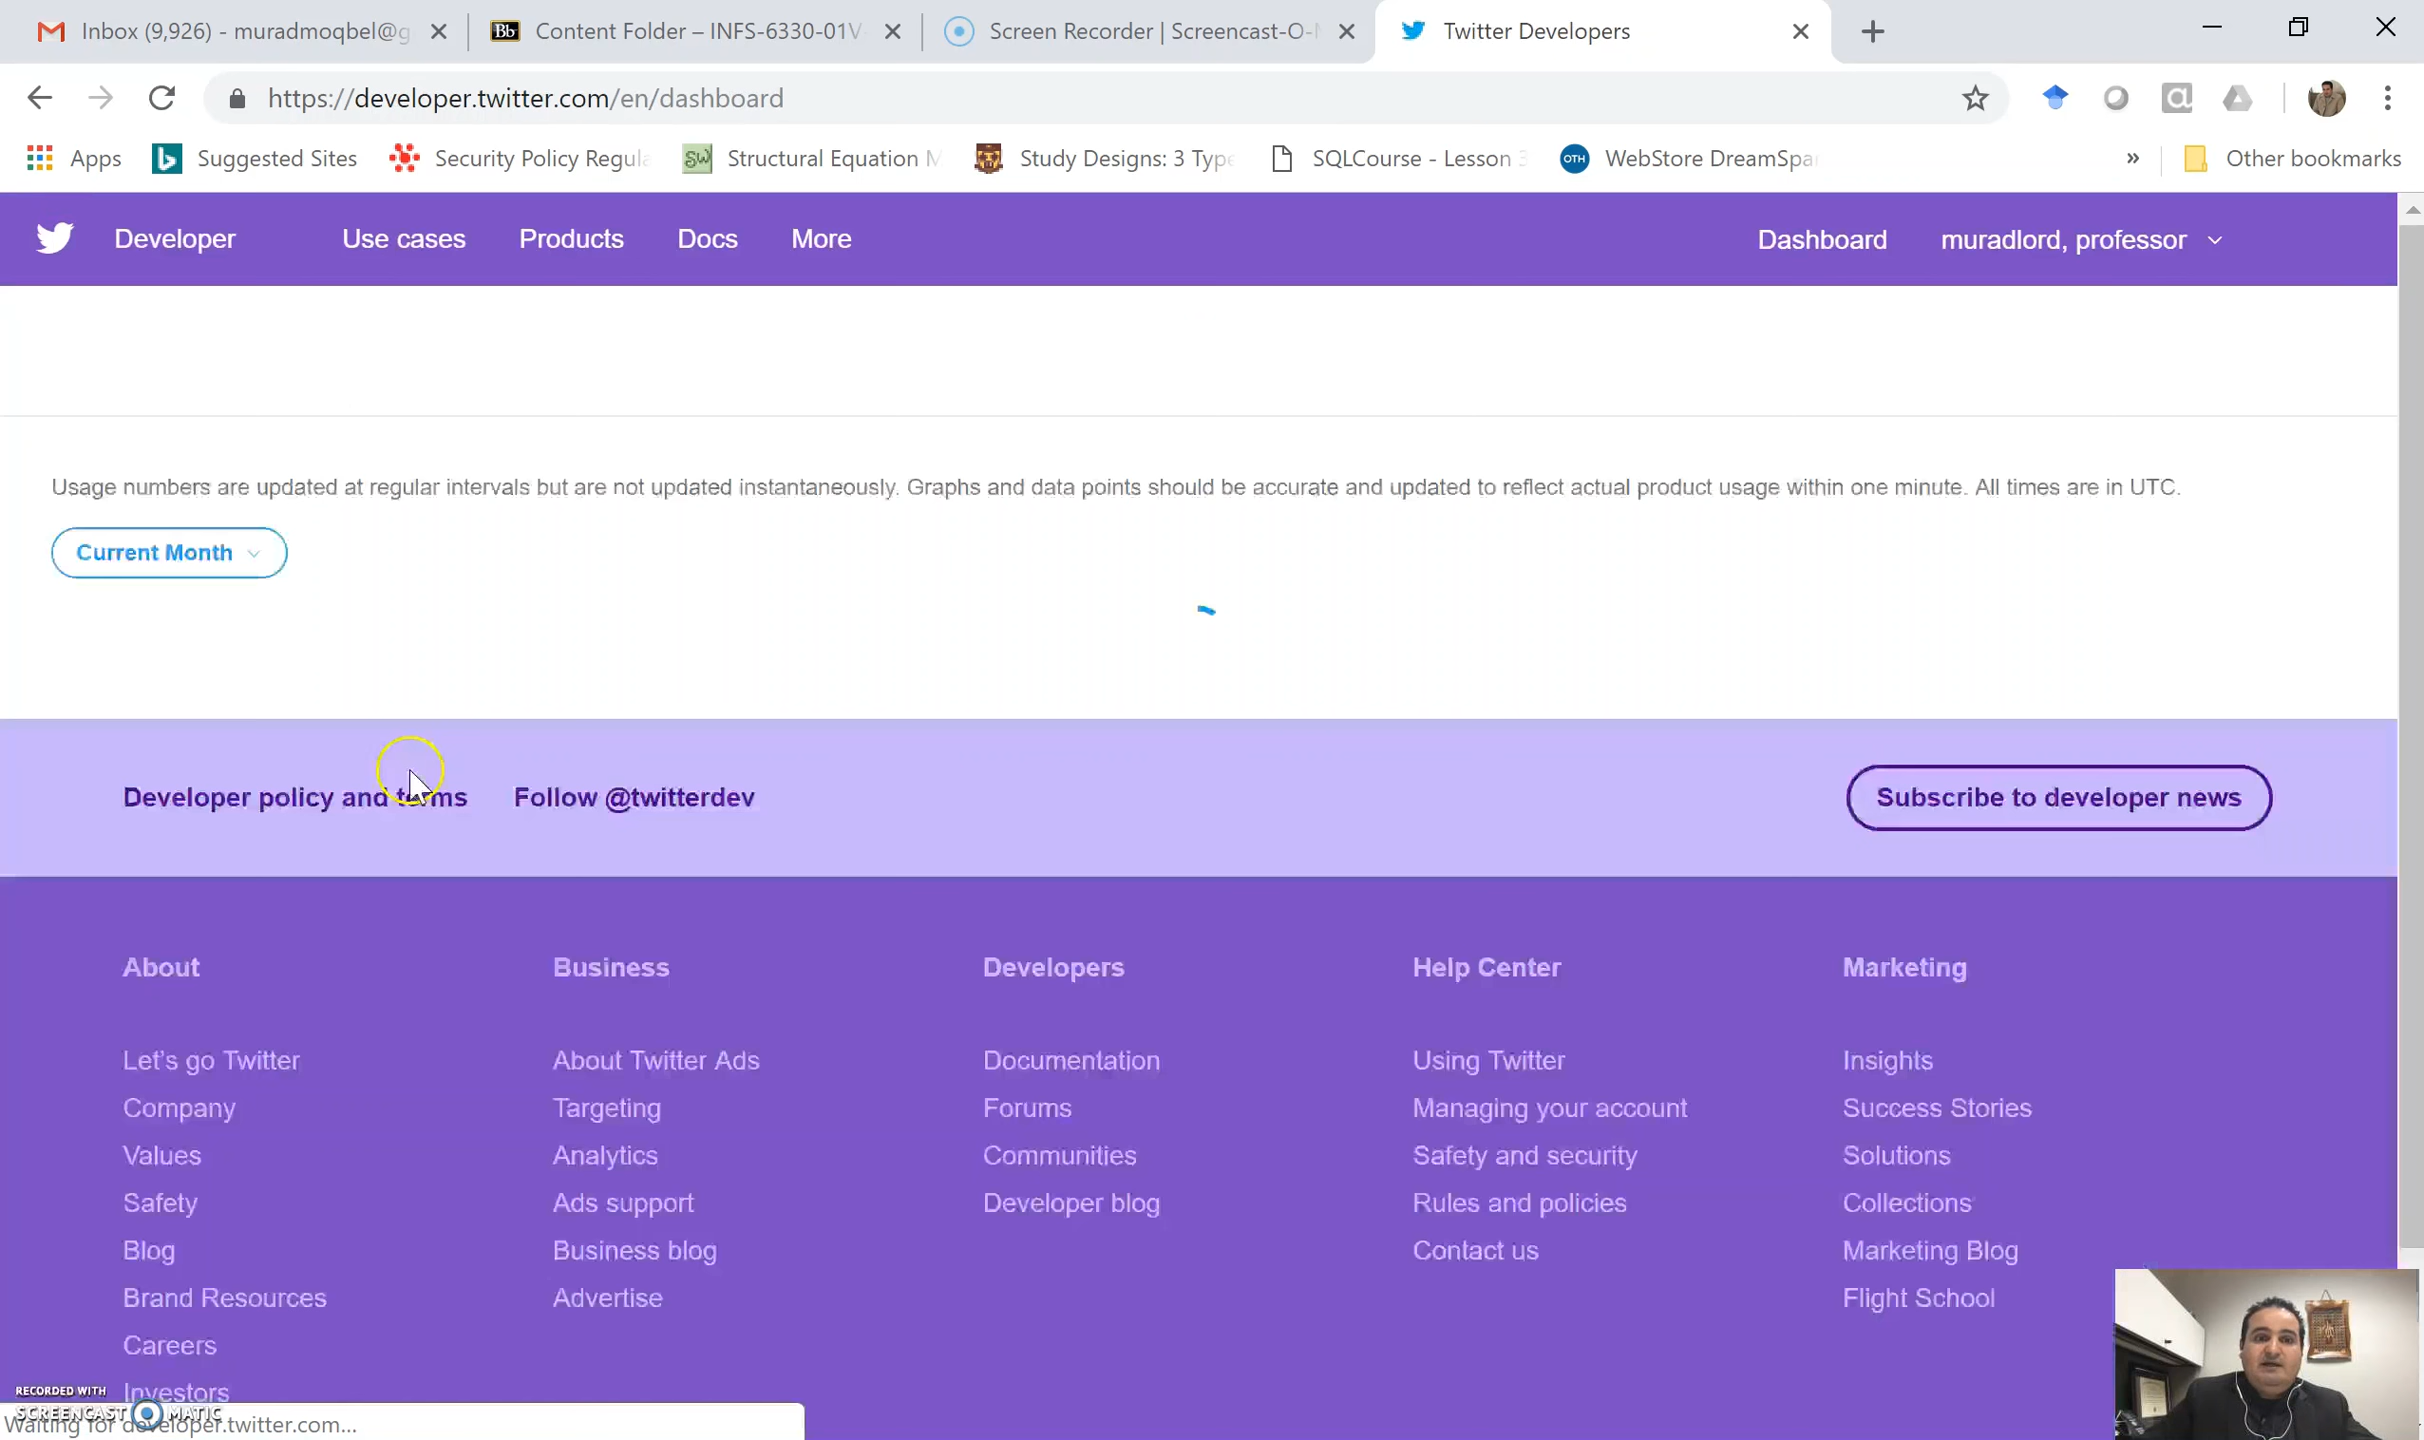 Inbox (9,926) - muradmoqbel@g
Content Folder – INFS-6330-01V
Screen Recorder | Screencast-O-
Twitter Developers
https://developer.twitter.com/en/dashboard
Apps
Suggested Sites
Security Policy Regula
SW
Structural Equation M
Study Designs: 3 Type
SQLCourse - Lesson 3
OTH
WebStore DreamSpa
»
Other bookmarks
Developer
Use cases
Products
Docs
More
Dashboard
muradlord, professor
Usage numbers are updated at regular intervals but are not updated instantaneously. Graphs and data points should be accurate and updated to reflect actual product usage within one minute. All times are in UTC.
Current Month
Developer policy and terms
Follow @twitterdev
Subscribe to developer news
About
Let's go Twitter
Company
Values
Safety
Blog
Brand Resources
Careers
Investors
Business
About Twitter Ads
Targeting
Analytics
Ads support
Business blog
Advertise
Developers
Documentation
Forums
Communities
Developer blog
Help Center
Using Twitter
Managing your account
Safety and security
Rules and policies
Contact us
Marketing
Insights
Success Stories
Solutions
Collections
Marketing Blog
Flight School
RECORDED WITH
SCREENCAST MATIC
Waiting for developer.twitter.com...